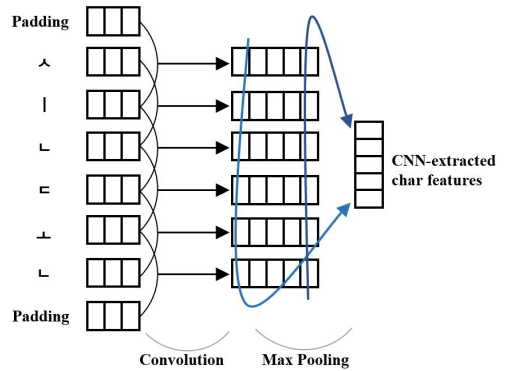 Padding
ㅅ
ㅣ
ㄴ
ㄷ
ㅗ
ㄴ
Padding
CNN-extracted
char features
Convolution
Max Pooling